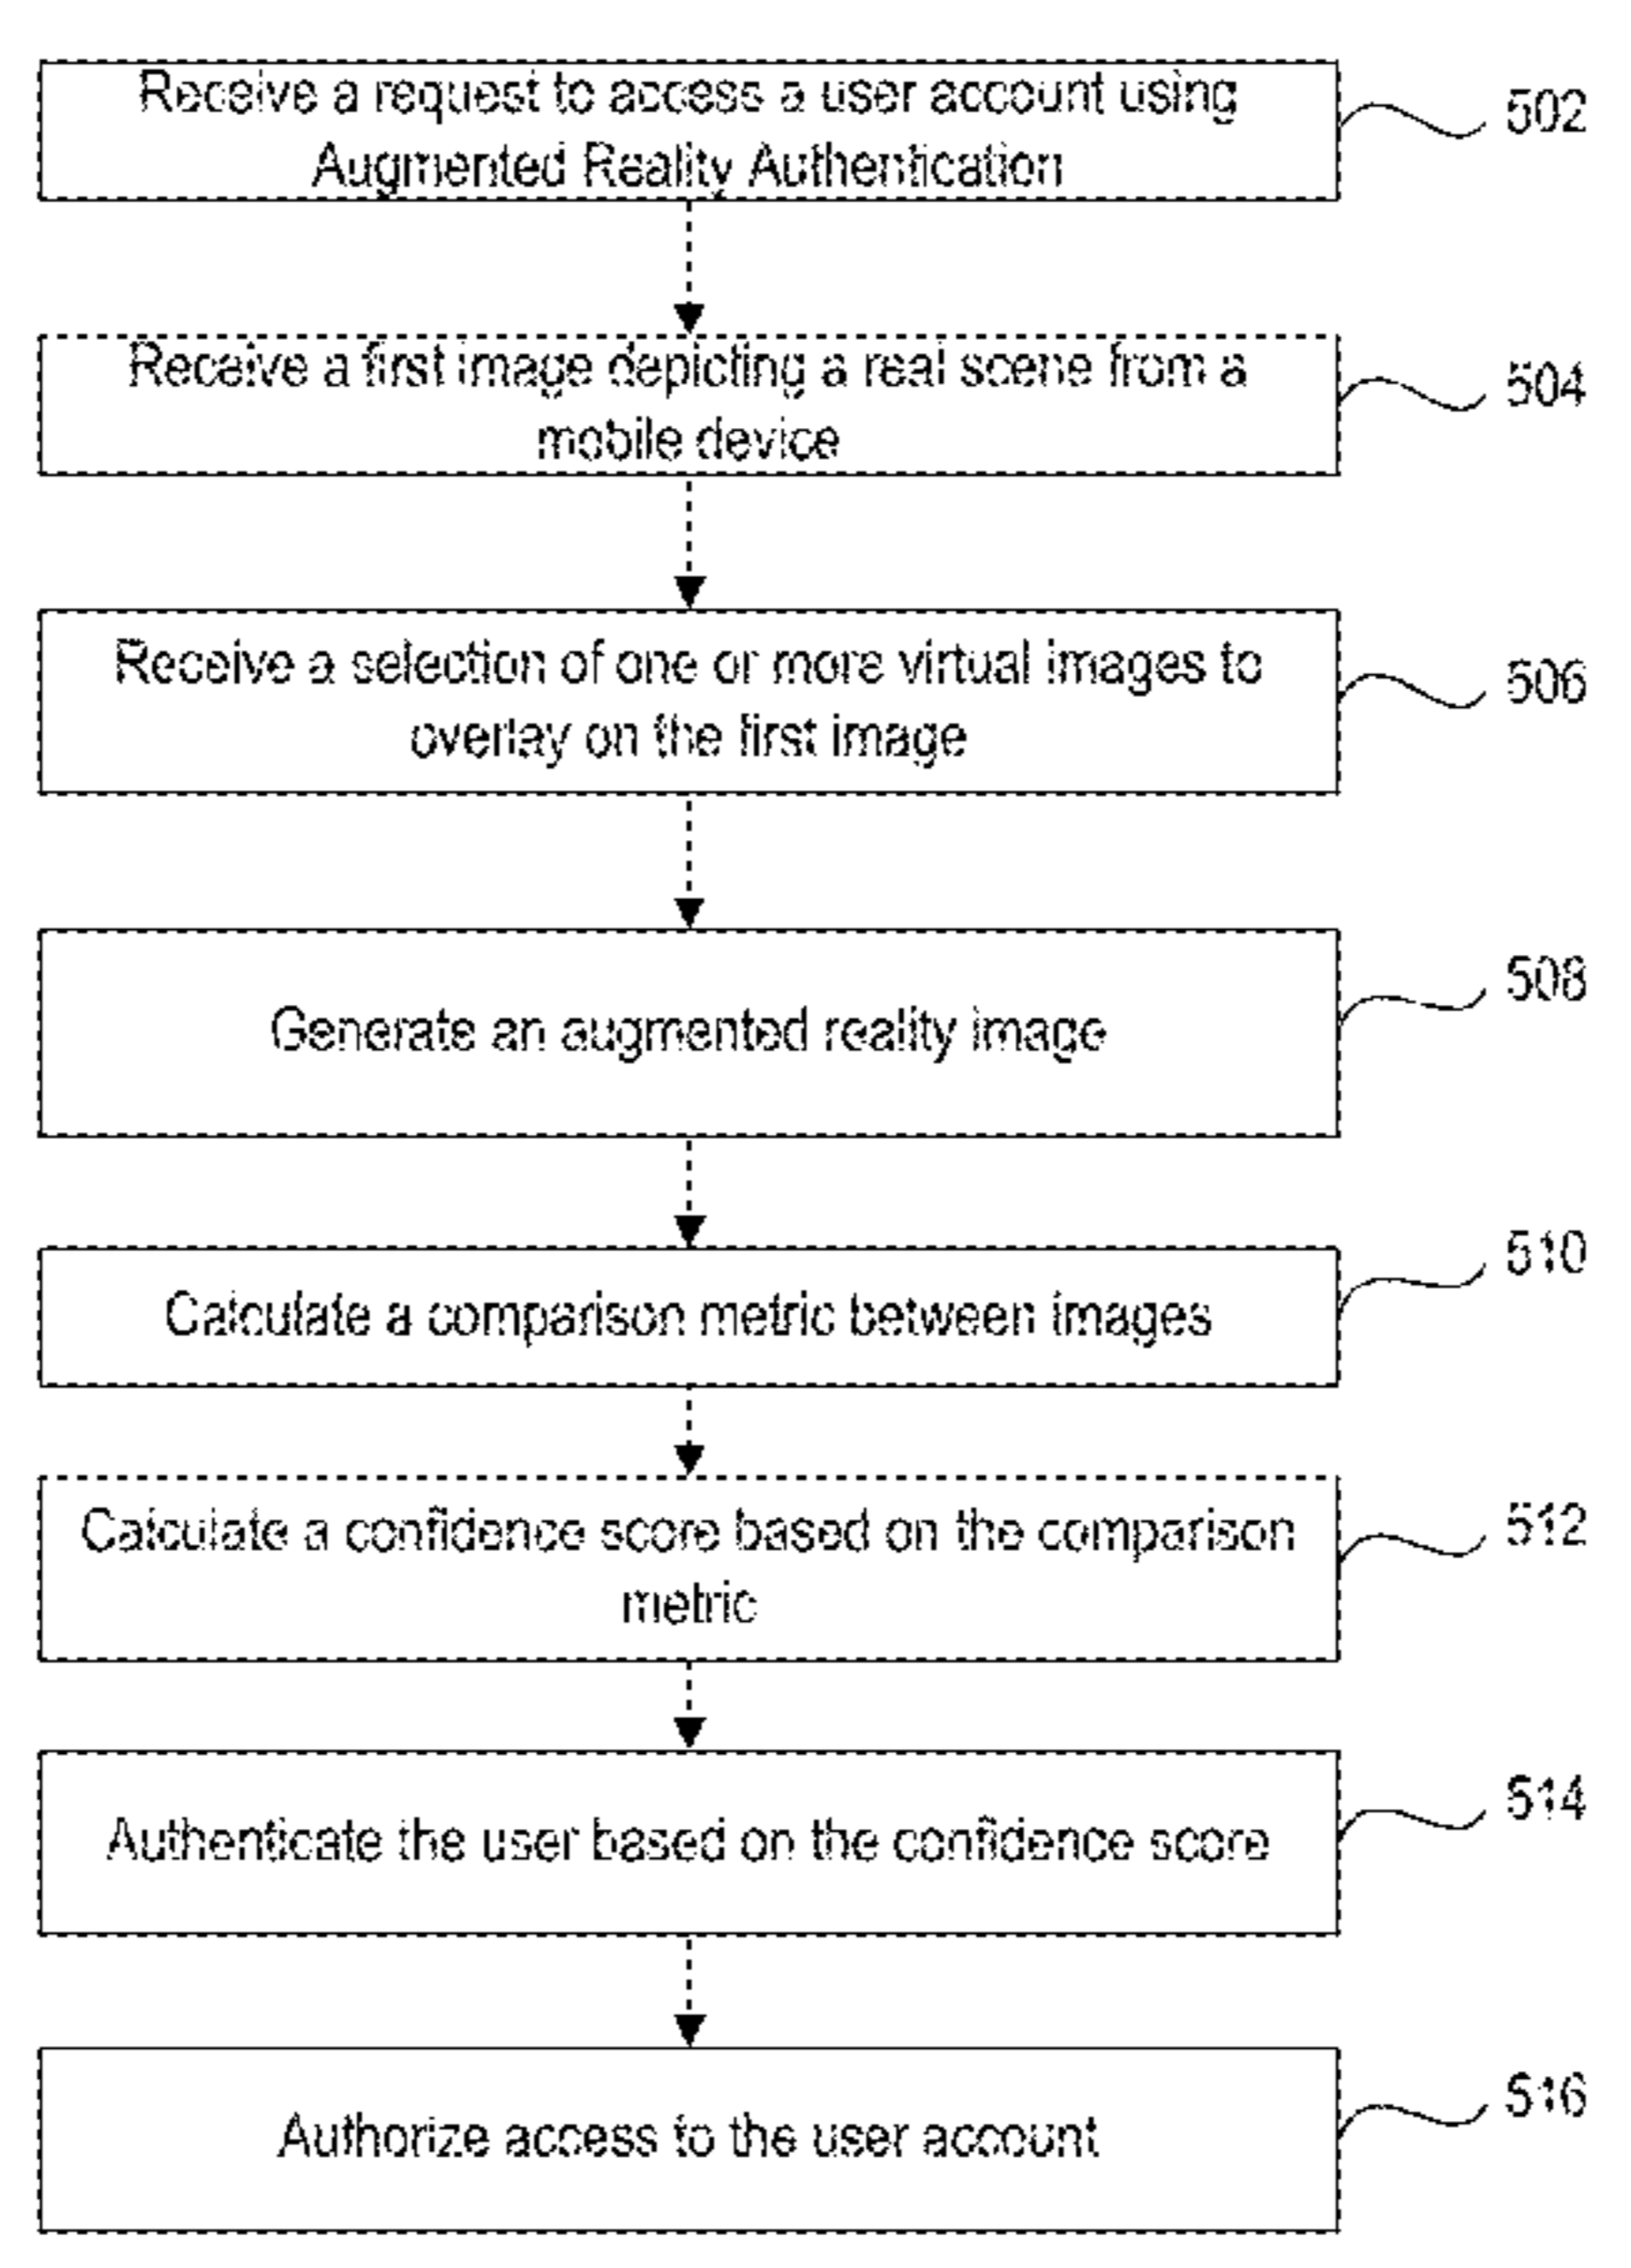 Receive a request to access a user account using
Augmented Reality Authentication
502
Receive a first image depicting a real scene from a
mobile device
504
Receive a selection of one or more virtual images to
overlay on the first image
506
Generate an augmented reality image
508
Calculate a comparison metric between images
510
Calculate a confidence score based on the comparison
metric
512
Authenticate the user based on the confidence score
514
Authorize access to the user account
516